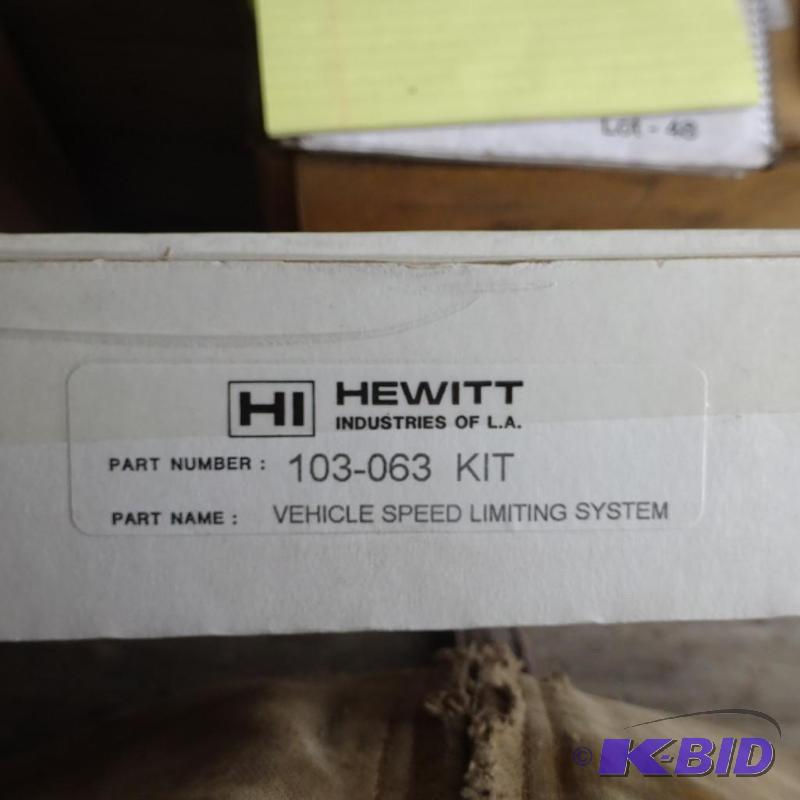 Lot - 48
HI HEWITT
INDUSTRIES OF L.A.
PART NUMBER : 103-063 KIT
PART NAME : VEHICLE SPEED LIMITING SYSTEM
© K-BID